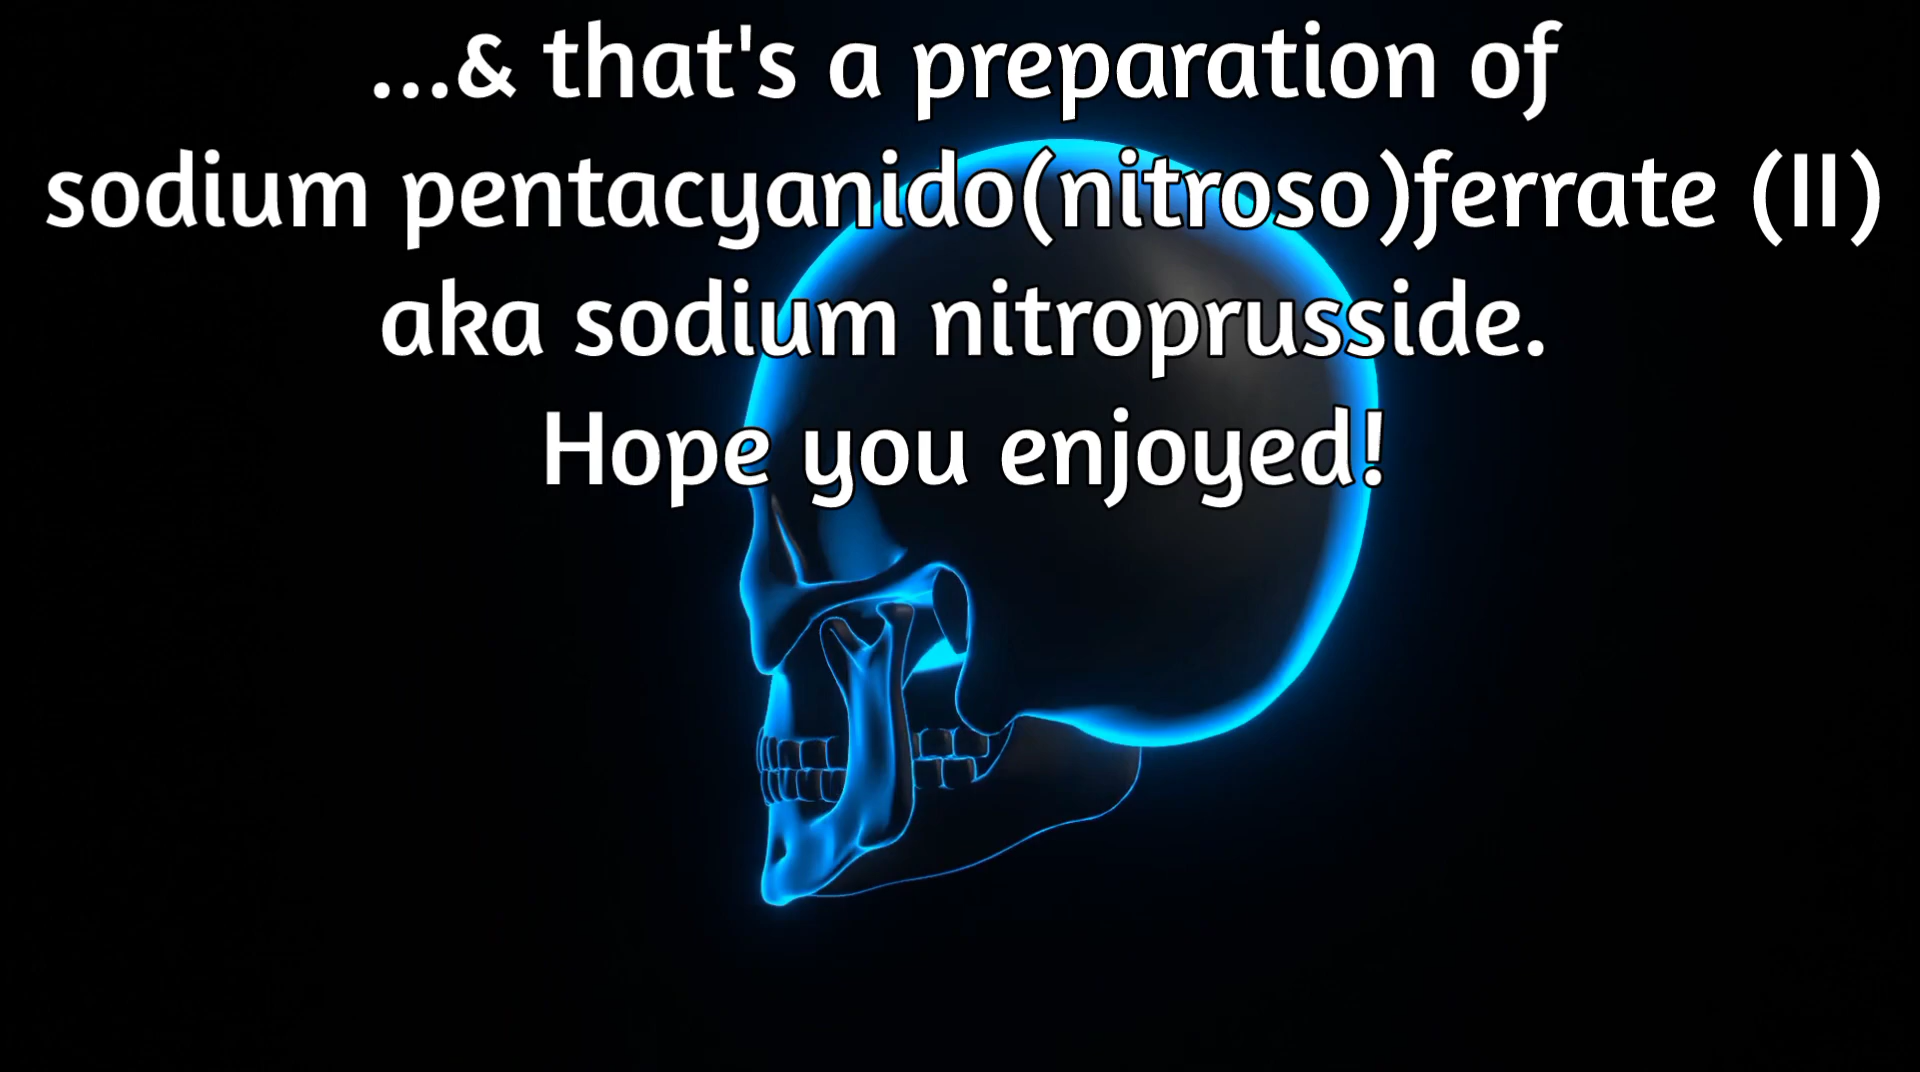 ...& that's a preparation of
sodium pentacyanido(nitroso)ferrate (II)
aka sodium nitroprusside.
Hope you enjoyed!